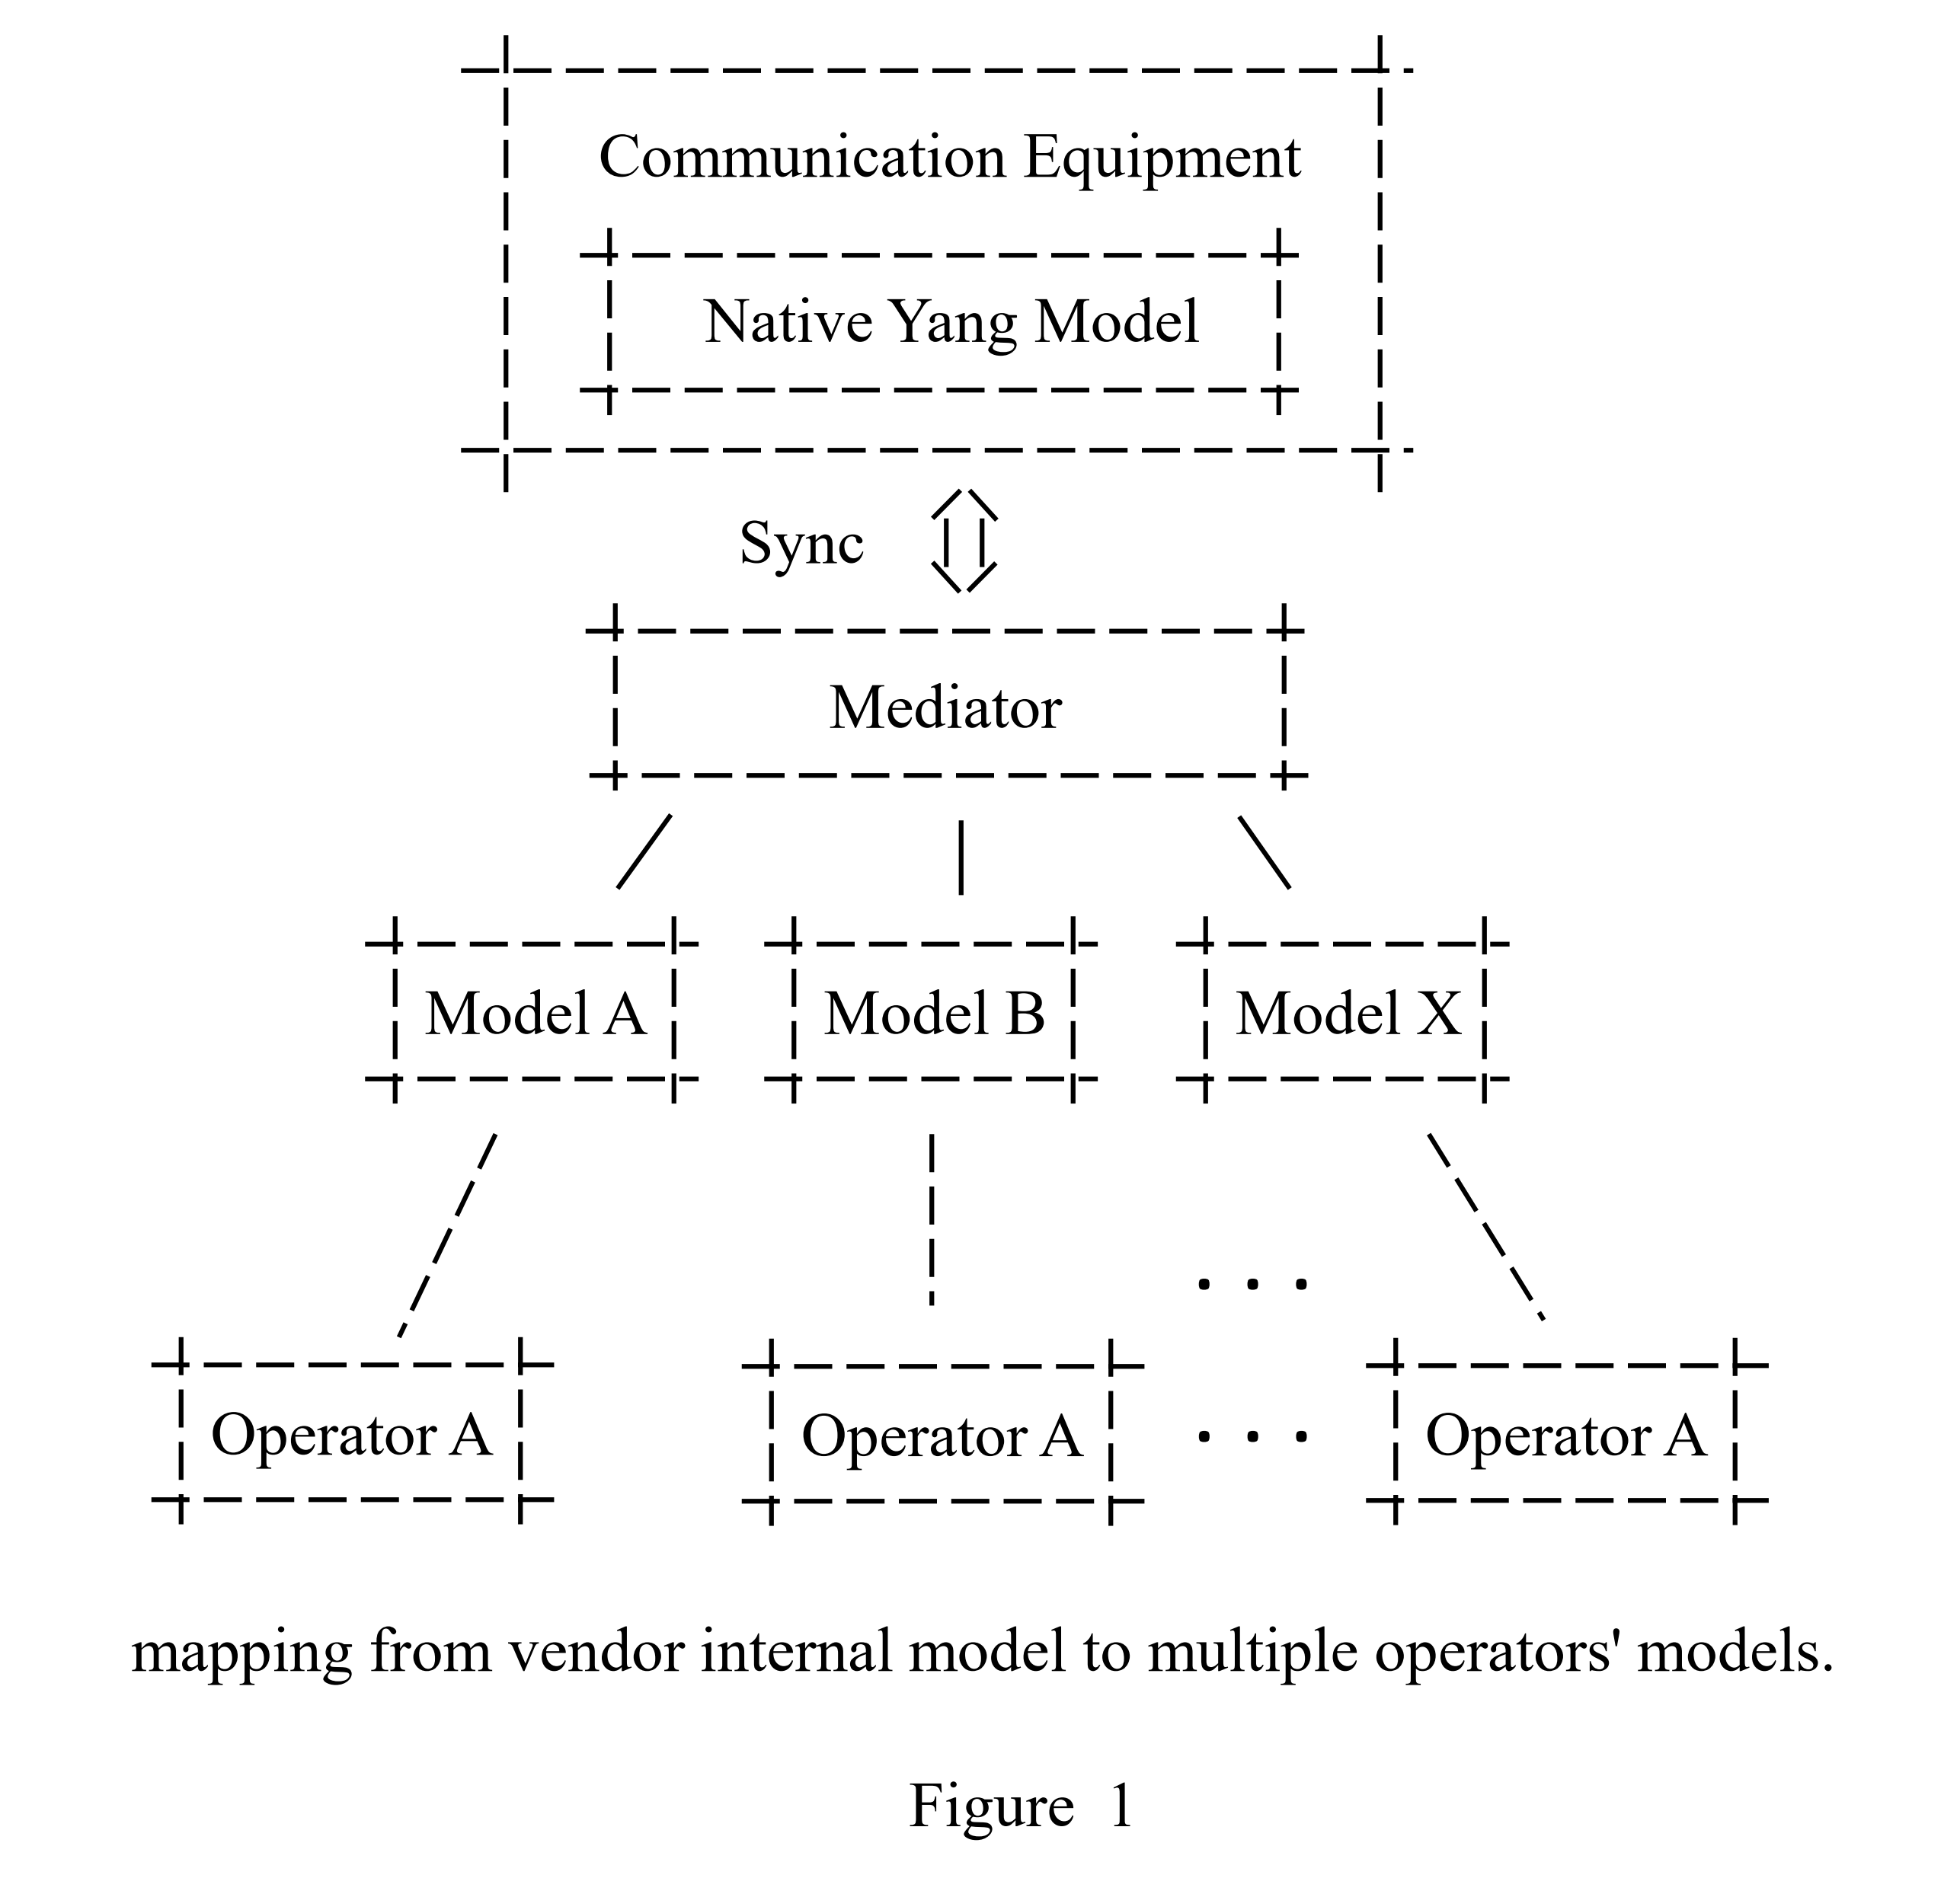 Communication Equipment
Native Yang Model
Sync
Mediator
Model A
Model B
Model X
. . .
Operator A
Operator A
. . .
Operator A
mapping from vendor internal model to multiple operators' models.
Figure 1